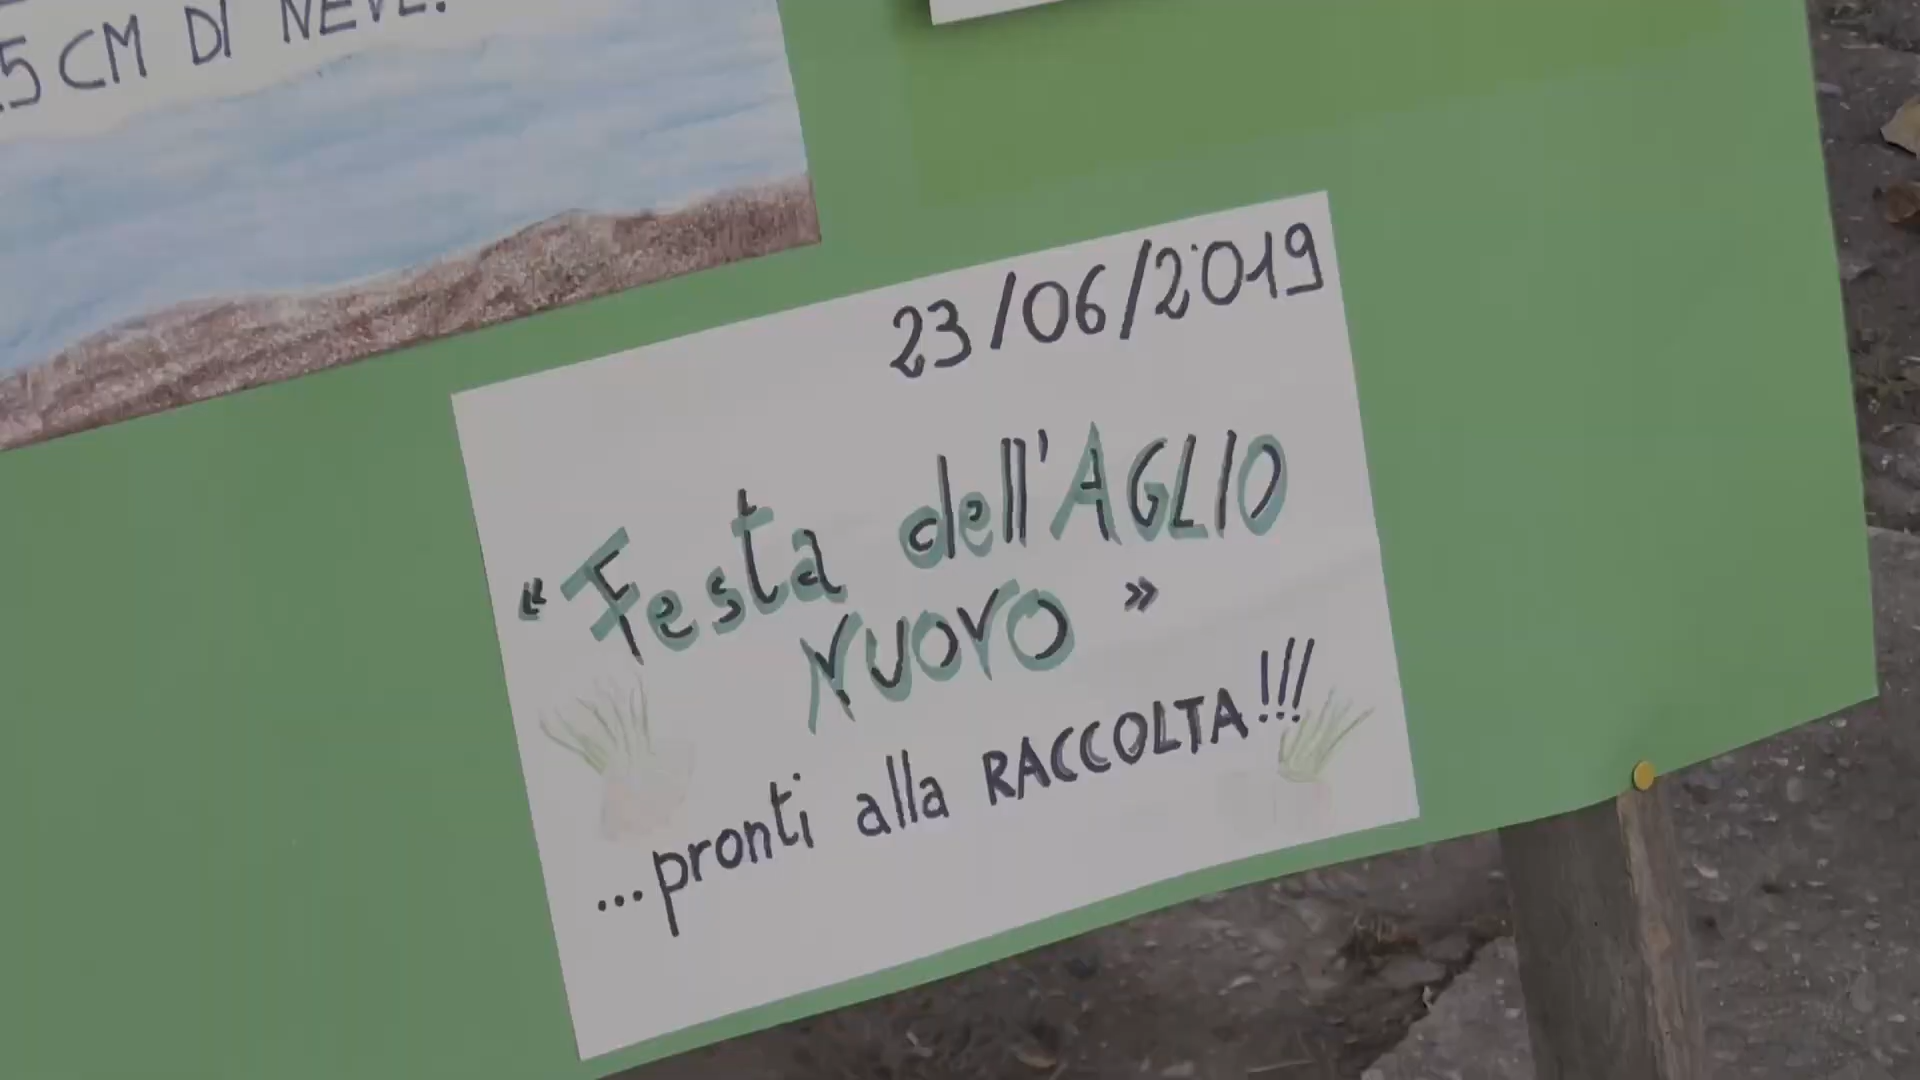 5 CM DI NEVE.
23/06/2019
"Festa dell'AGLIO
NUOVO"
...pronti alla RACCOLTA!!!